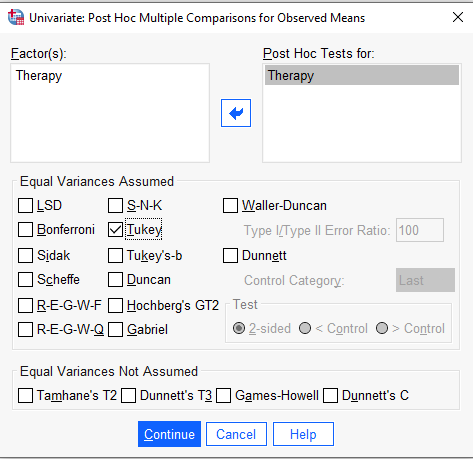 Univariate: Post Hoc Multiple Comparisons for Observed Means
Factor(s): Post Hoc Tests for:
Therapy Therapy
Equal Variances Assumed
LSD S-N-K Waller-Duncan
Bonferroni Tukey Type I/Type II Error Ratio: 100
Sidak Tukey's-b Dunnett
Scheffe Duncan Control Category: Last
R-E-G-W-F Hochberg's GT2 Test
R-E-G-W-Q Gabriel 2-sided < Control > Control
Equal Variances Not Assumed
Tamhane's T2 Dunnett's T3 Games-Howell Dunnett's C
Continue Cancel Help